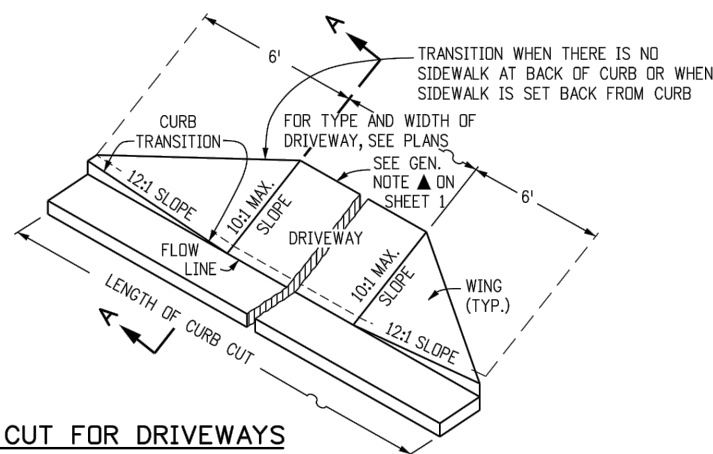 A
6'
TRANSITION WHEN THERE IS NO
SIDEWALK AT BACK OF CURB OR WHEN
SIDEWALK IS SET BACK FROM CURB
CURB
TRANSITION
FOR TYPE AND WIDTH OF
DRIVEWAY, SEE PLANS
SEE GEN.
NOTE ▲ ON
SHEET 1
6'
12:1 SLOPE
10:1 MAX.
SLOPE
DRIVEWAY
FLOW
LINE
10:1 MAX.
SLOPE
WING
(TYP.)
12:1 SLOPE
LENGTH OF CURB CUT
A
CUT FOR DRIVEWAYS